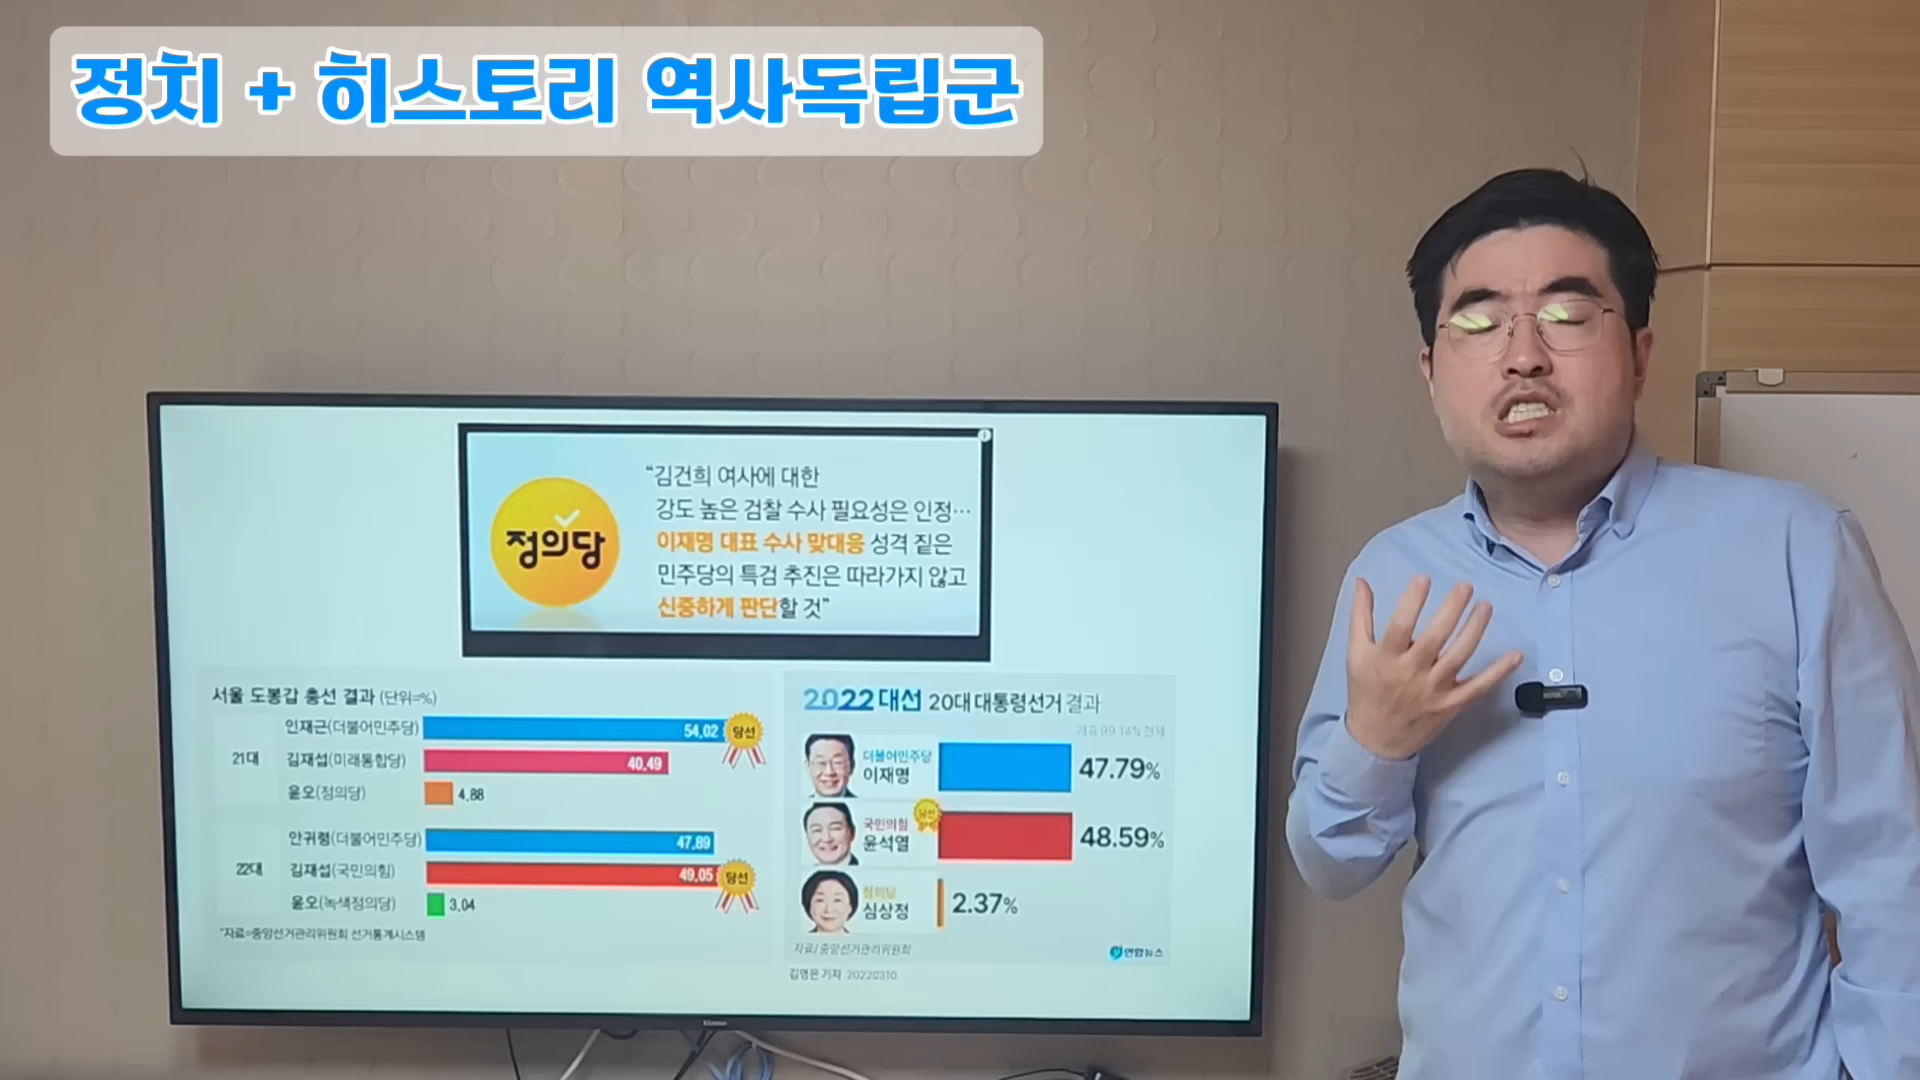 정치 + 히스토리 역사독립군
정의당
“김건희 여사에 대한
강도 높은 검찰 수사 필요성은 인정…
이재명 대표 수사 맞대응 성격 짙은
민주당의 특검 추진은 따라가지 않고
신중하게 판단할 것”
서울 도봉갑 총선 결과 (단위=%)
21대
인재근(더불어민주당) 54.02 당선
김재섭(미래통합당) 40.49
윤오(정의당) 4.88
22대
안귀령(더불어민주당) 47.89
김재섭(국민의힘) 49.05 당선
윤오(녹색정의당) 3.04
*자료=중앙선거관리위원회 선거통계시스템
2022 대선 20대 대통령선거 결과
개표 99.14% 현재
더불어민주당
이재명 47.79%
당선
국민의힘
윤석열 48.59%
정의당
심상정 2.37%
자료/중앙선거관리위원회
연합뉴스
김영은 기자 20220310